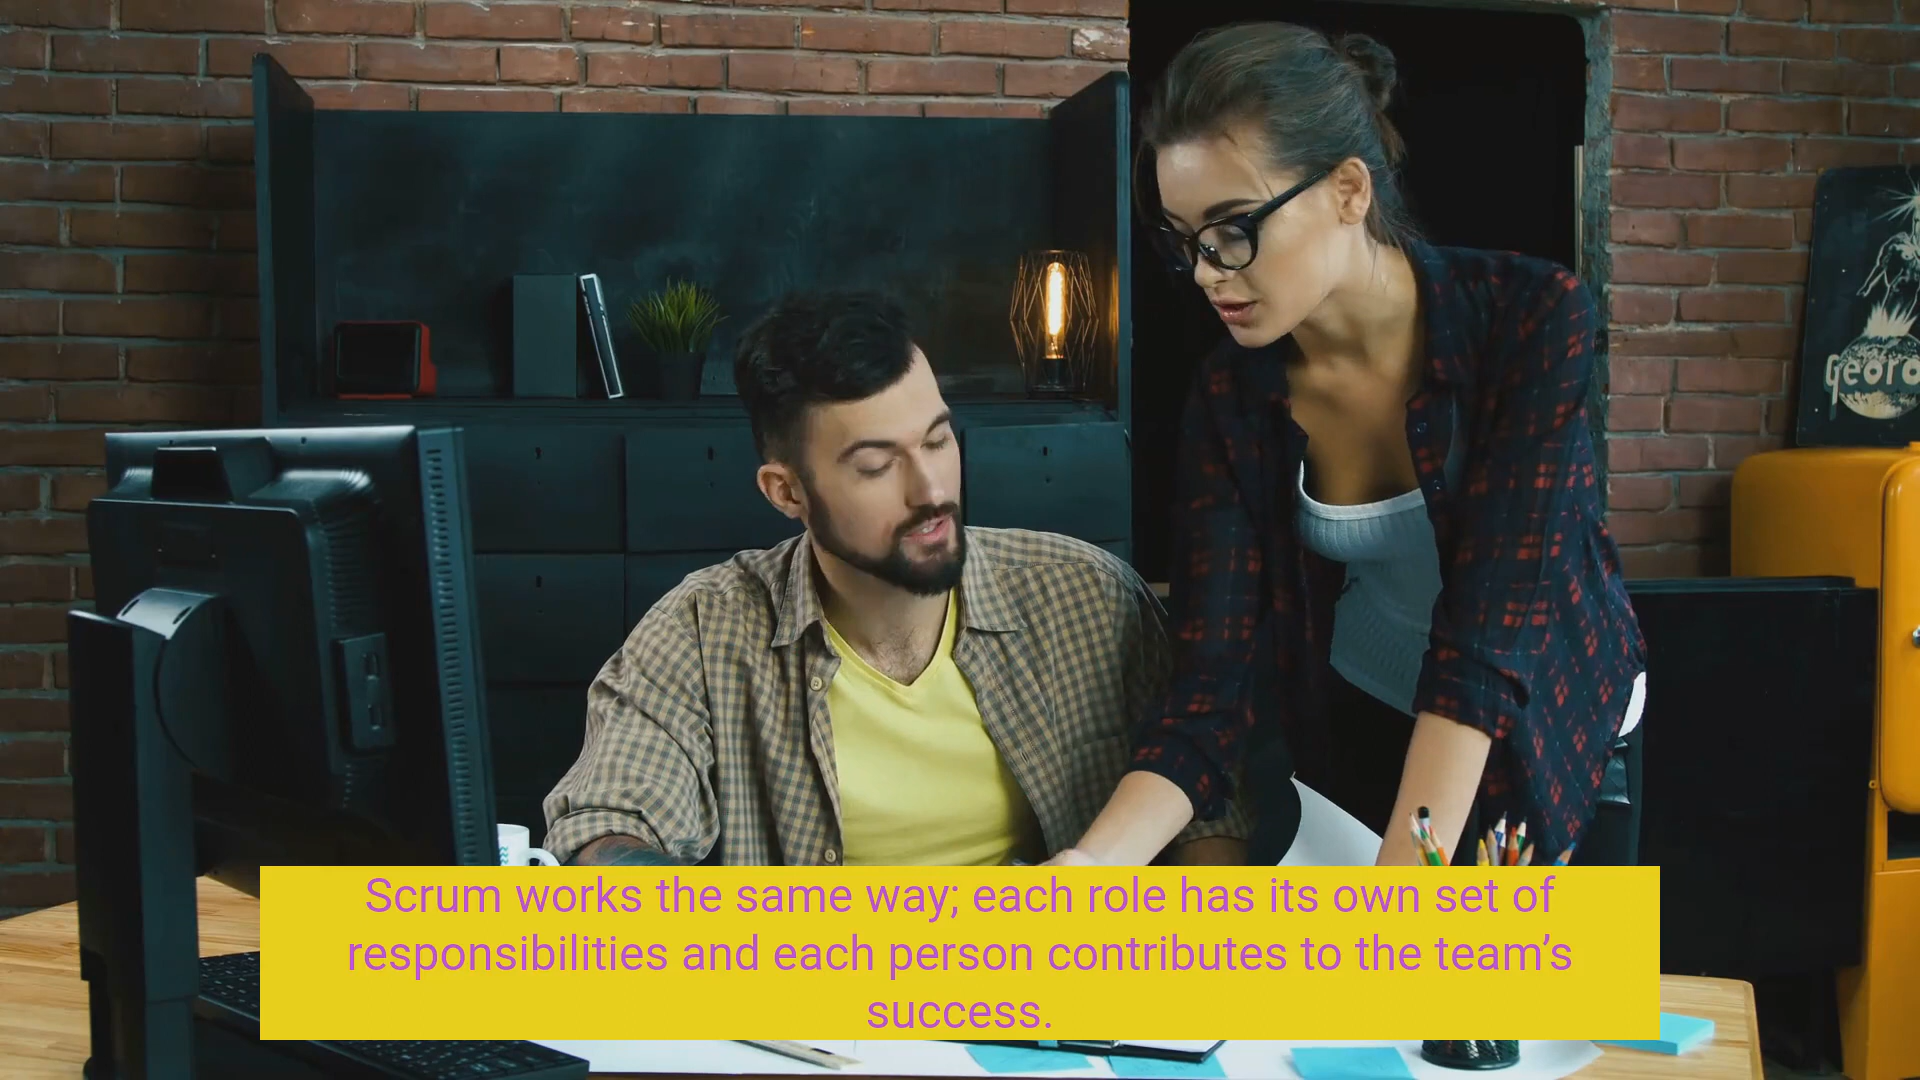 Georg
Scrum works the same way; each role has its own set of
responsibilities and each person contributes to the team’s
success.